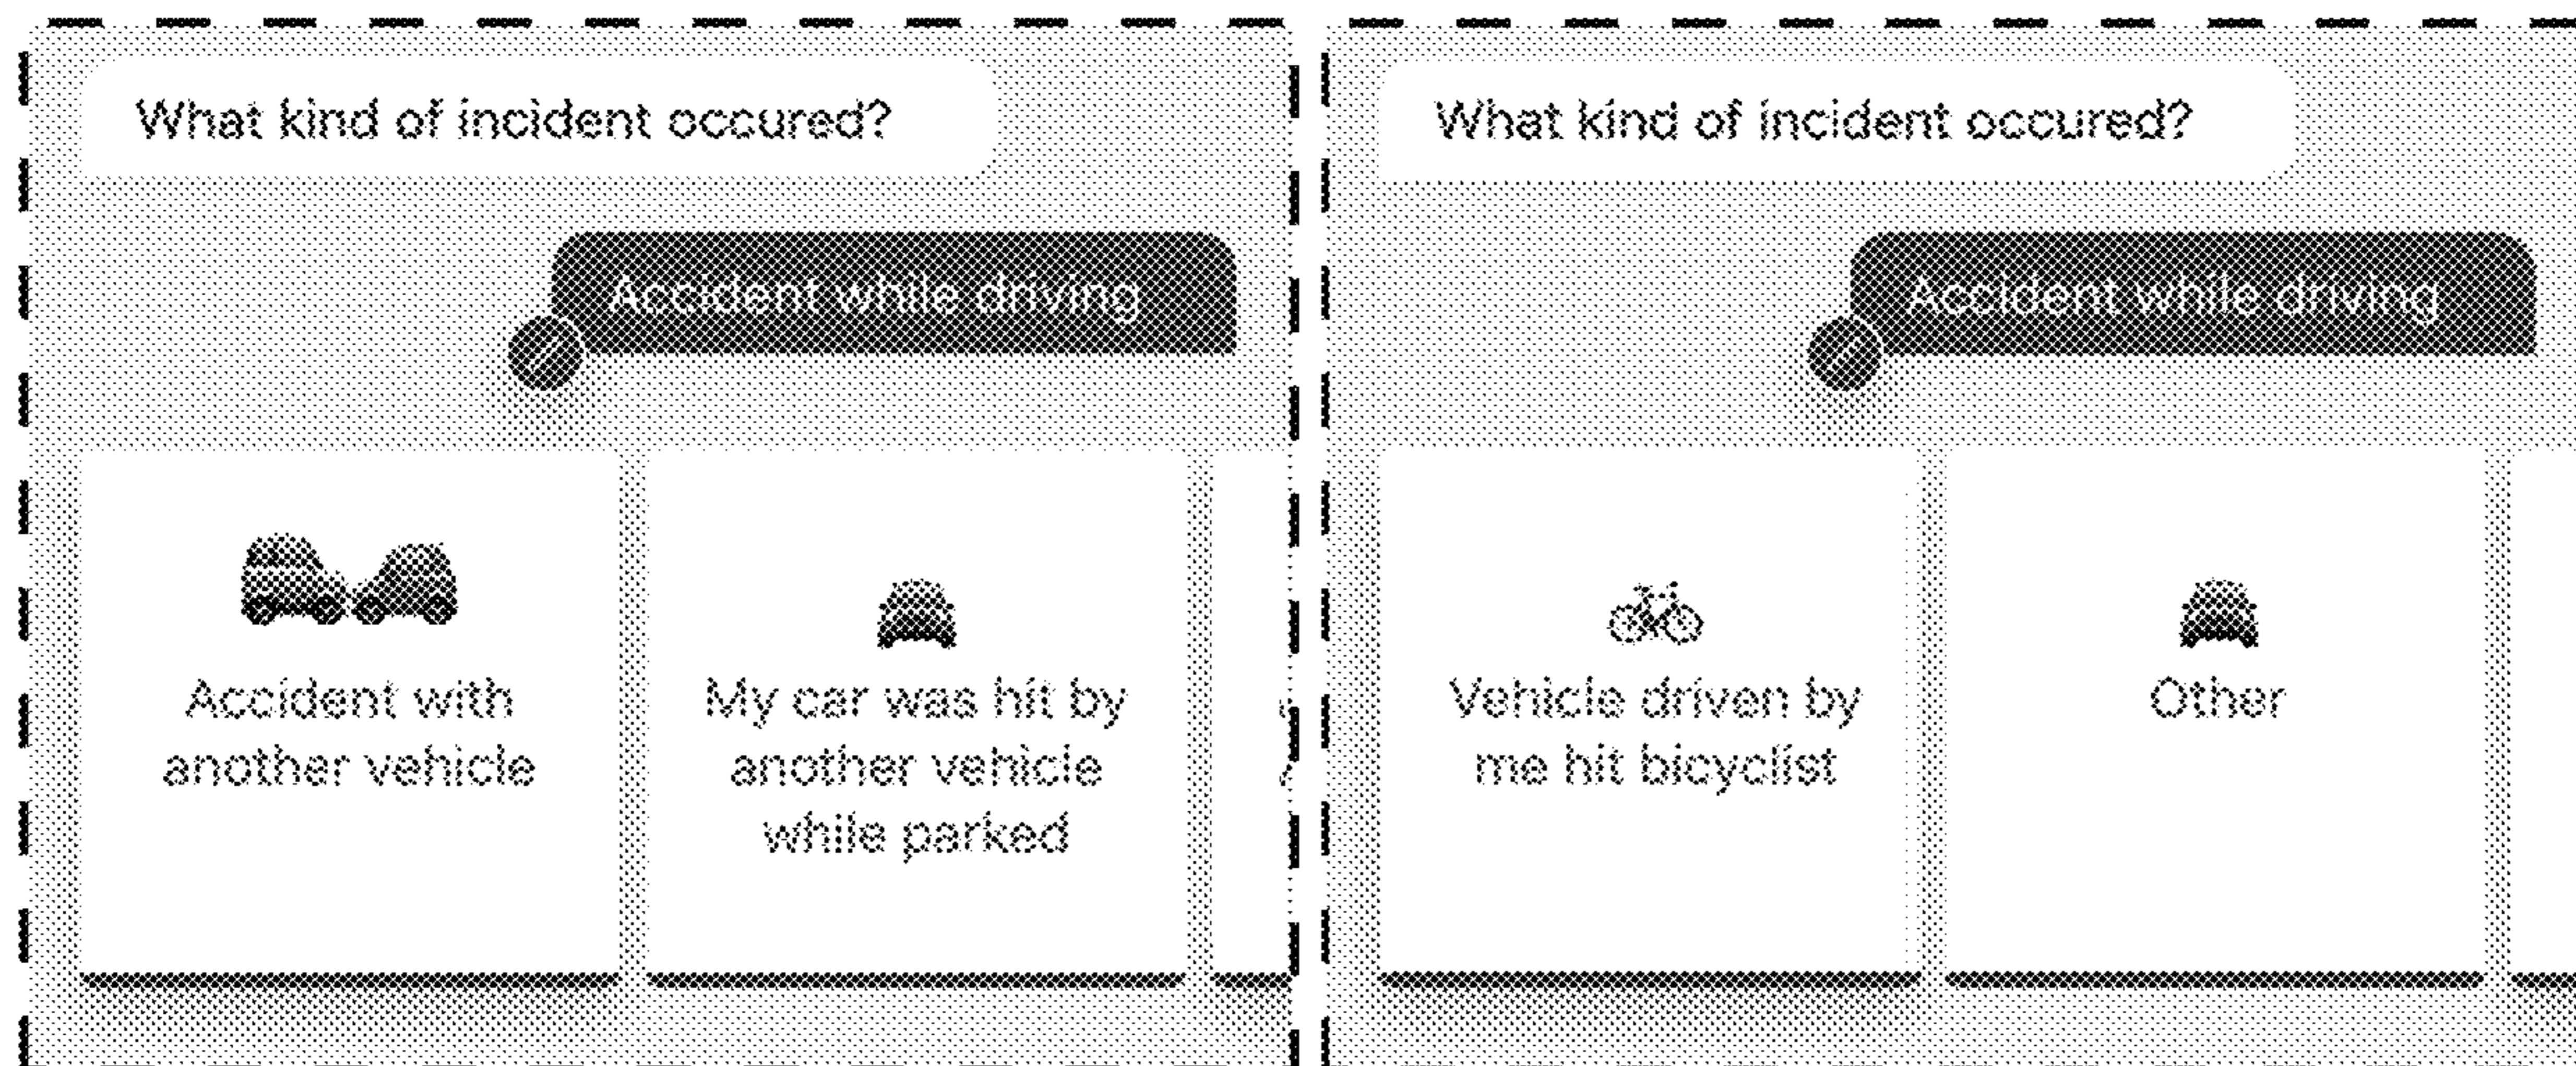 What kind of incident occured?
Accident while driving
Accident with
another vehicle
My car was hit by
another vehicle
while parked
What kind of incident occured?
Accident while driving
Vehicle driven by
me hit bicyclist
Other